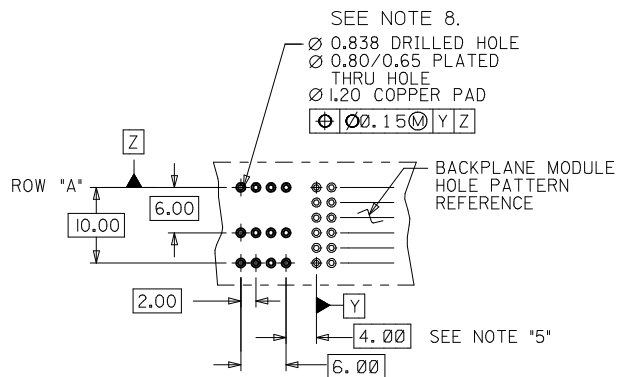 SEE NOTE 8.
Ø 0.838 DRILLED HOLE
Ø 0.80/0.65 PLATED
THRU HOLE
Ø 1.20 COPPER PAD
⌖ Ø0.15 Ⓜ Y Z
Z
ROW "A"
BACKPLANE MODULE
HOLE PATTERN
REFERENCE
6.00
10.00
2.00
Y
4.00 SEE NOTE "5"
6.00